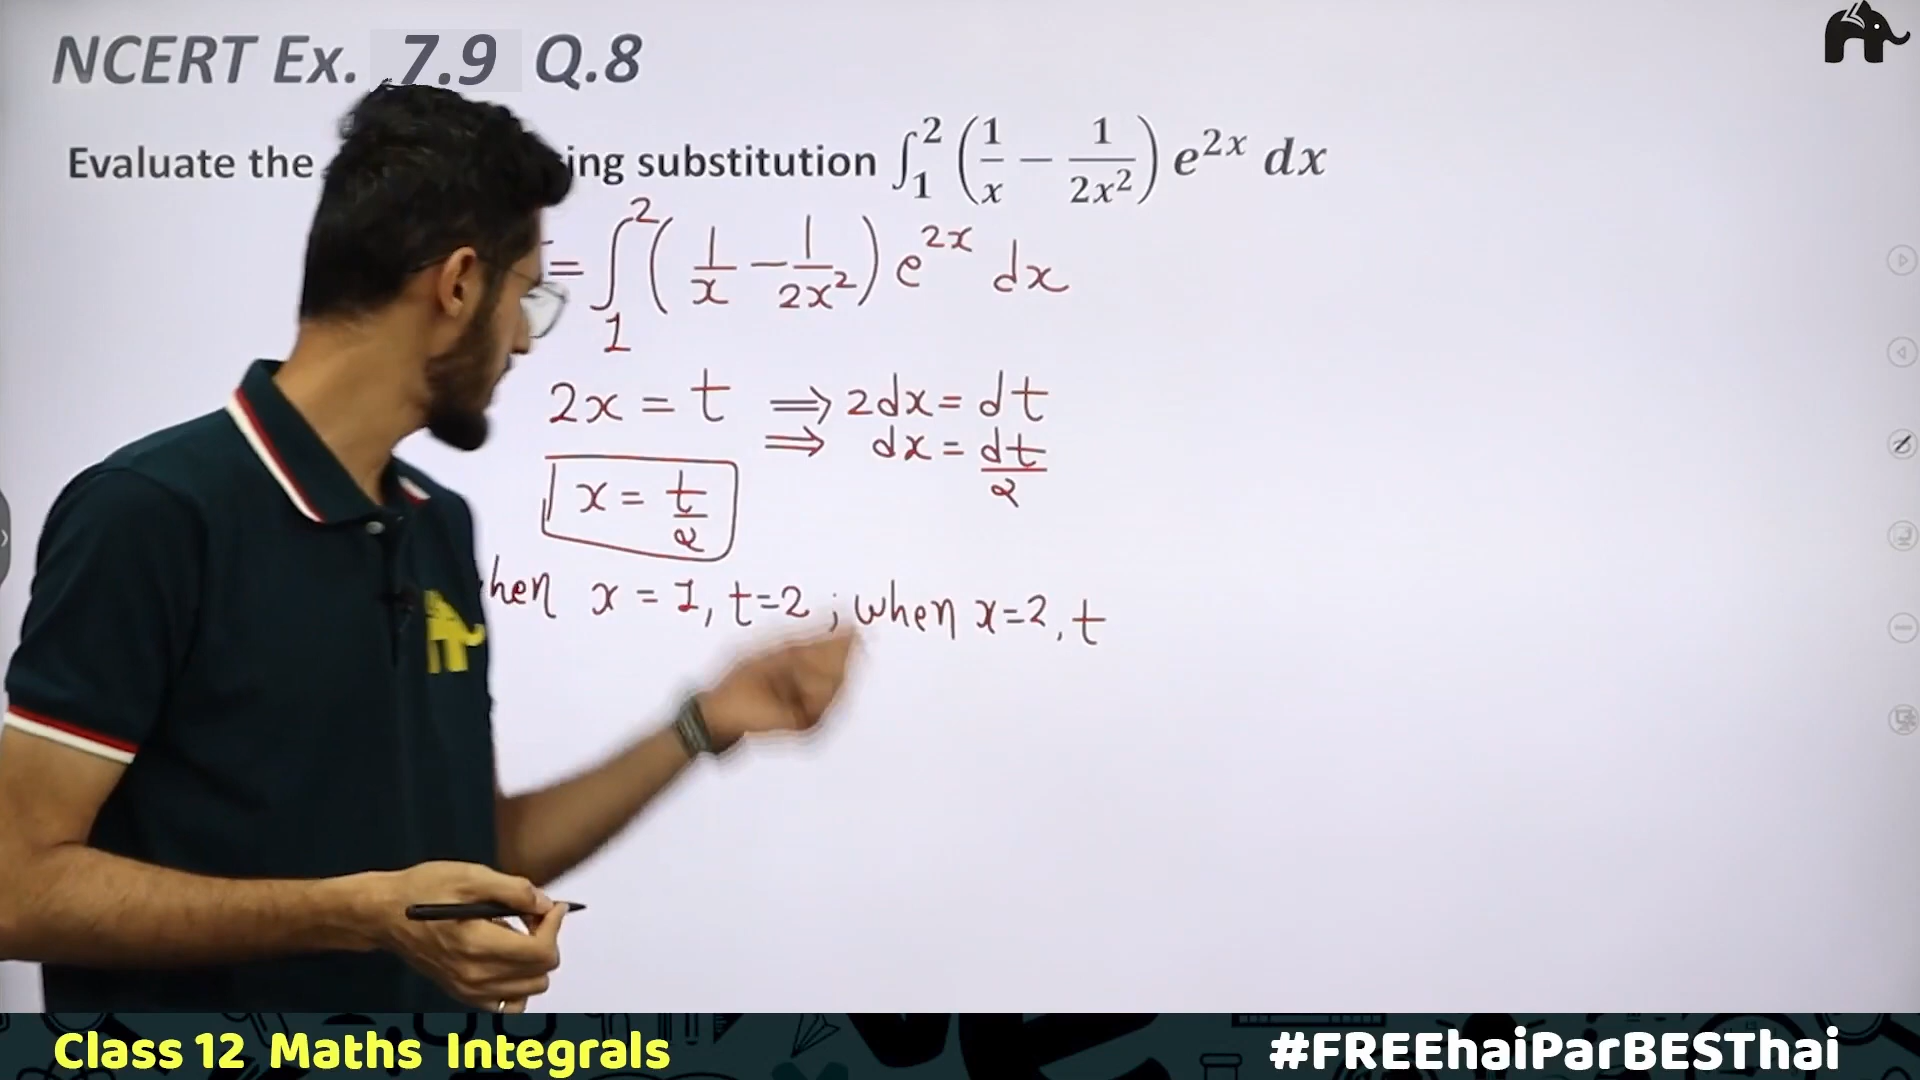 NCERT Ex. 7.9 Q.8
Evaluate the ing substitution ∫₁² (1/x − 1/2x²) e^{2x} dx
= ∫₁² (1/x − 1/2x²) e^{2x} dx
2x = t ⇒ 2dx = dt
⇒ dx = dt/2
x = t/2
hen x = 1, t=2 ; when x=2, t
Class 12 Maths Integrals
#FREEhaiParBESThai